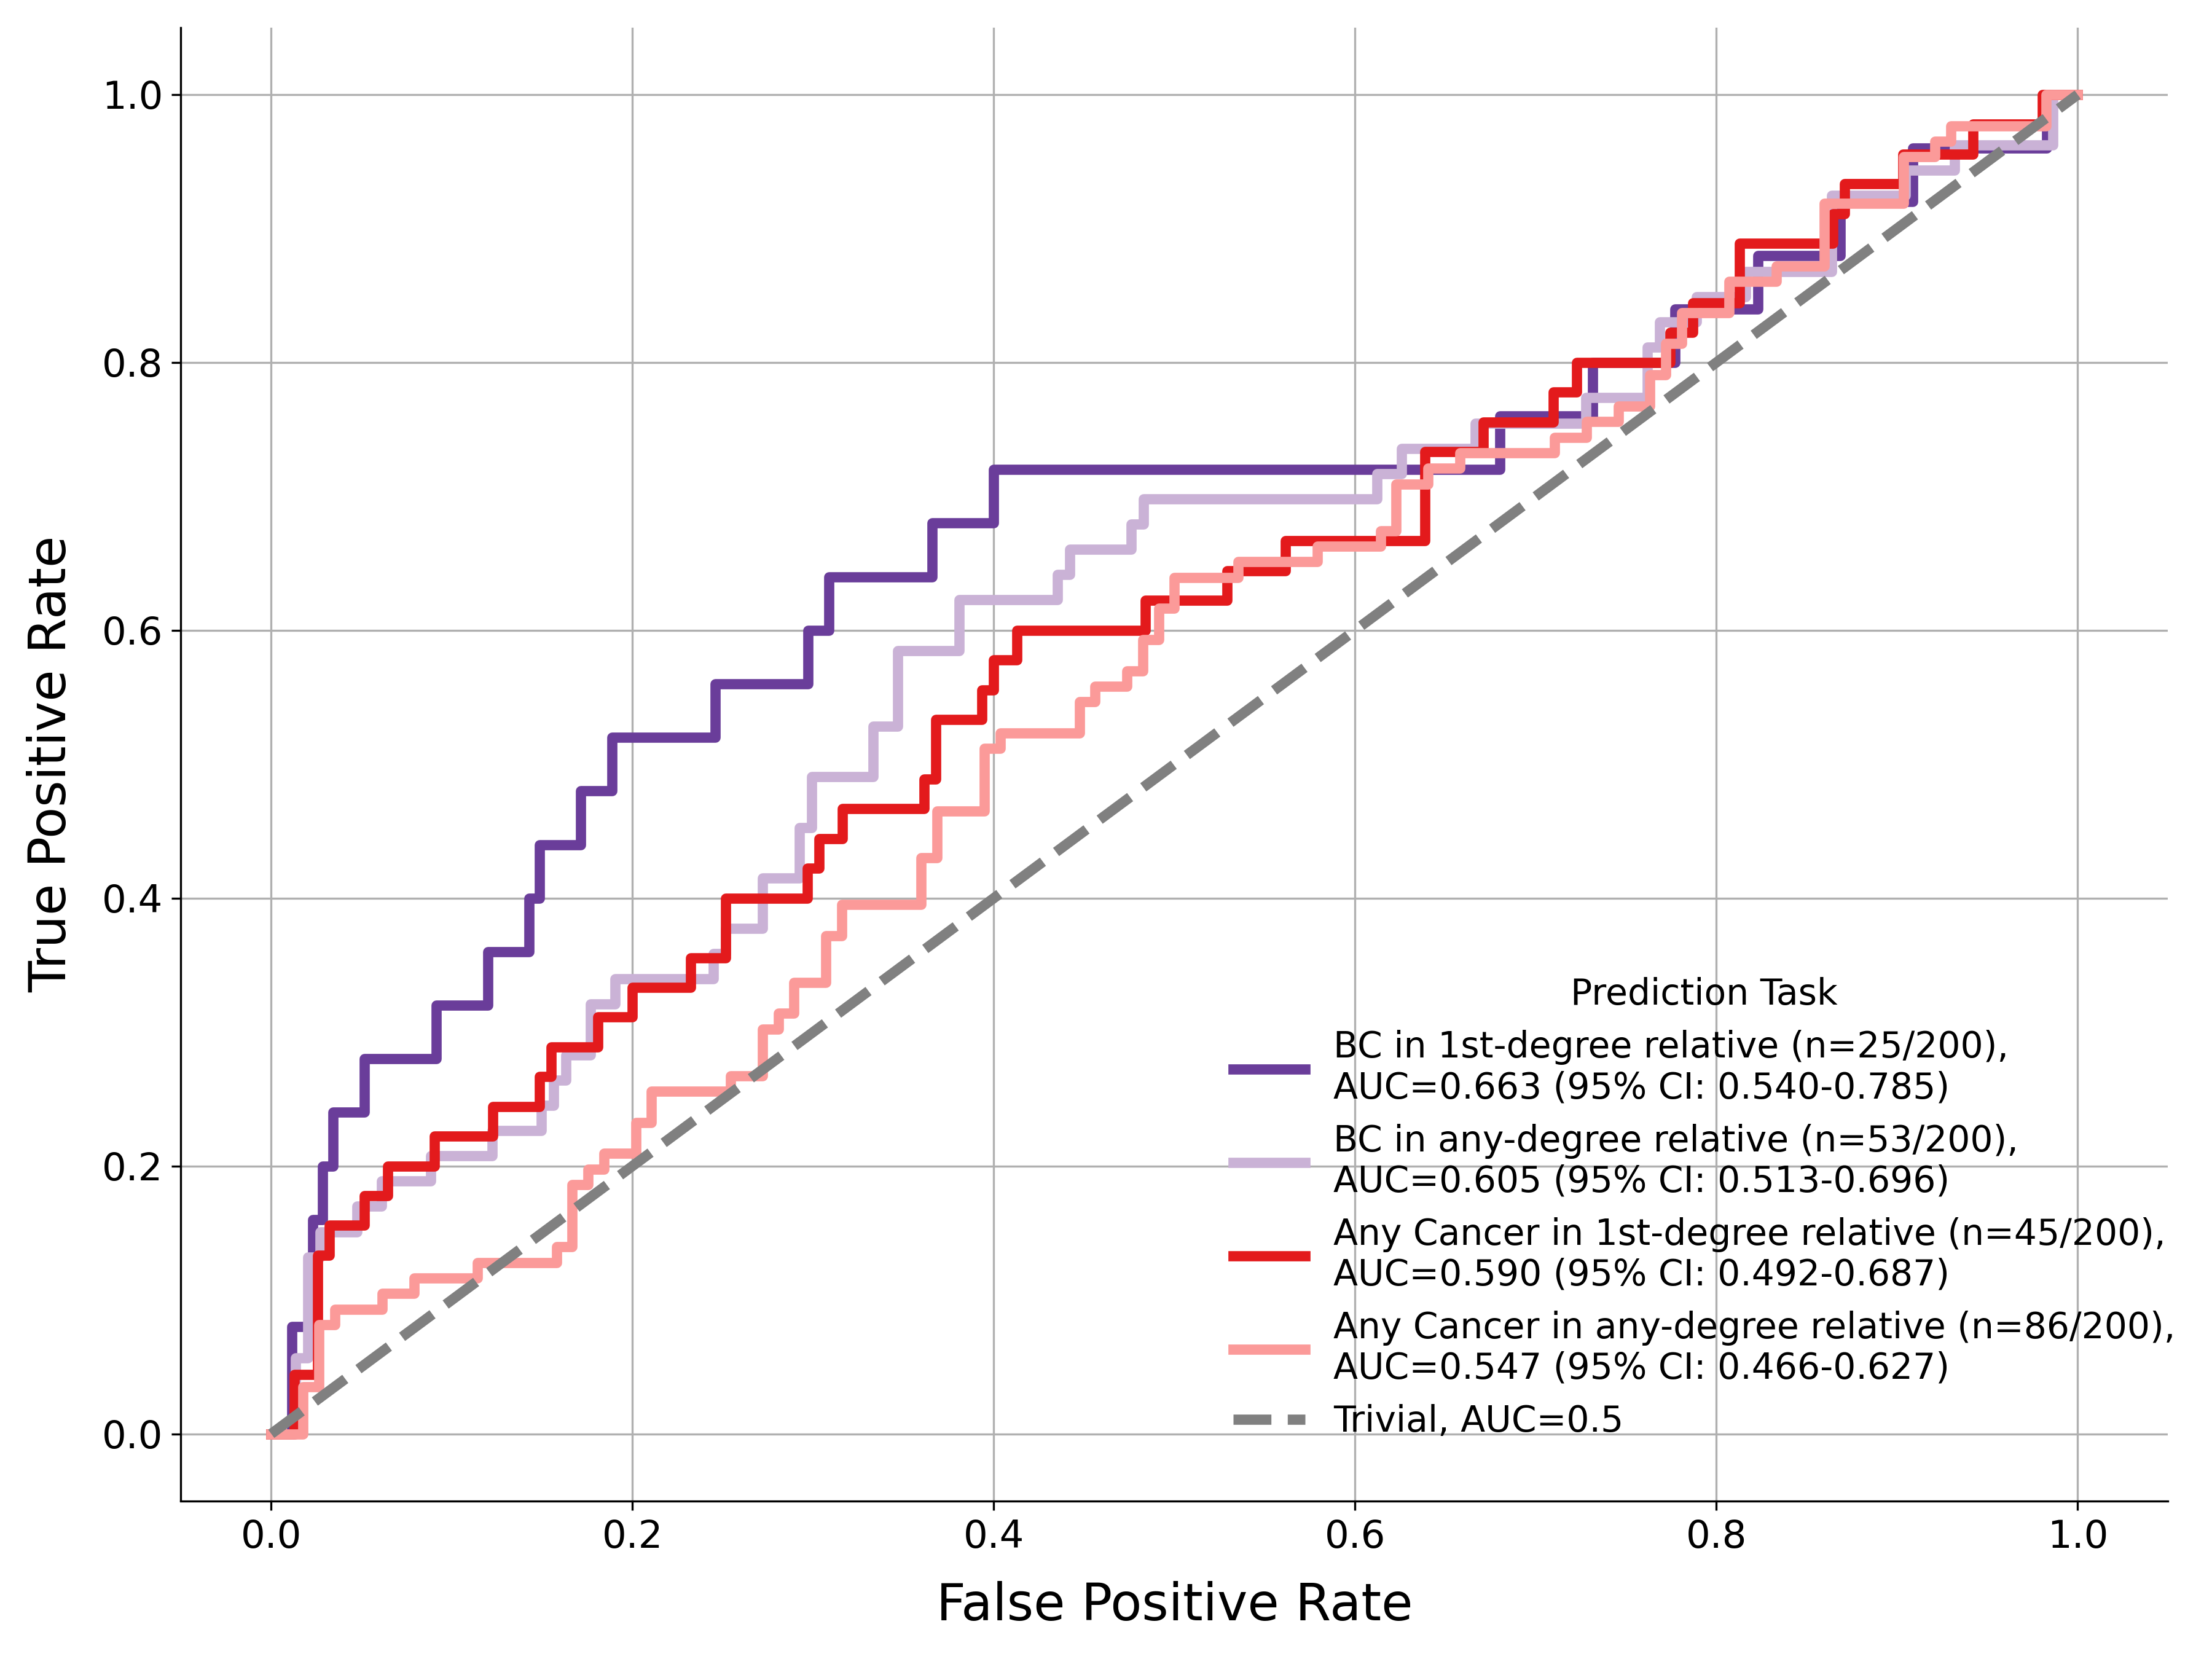 1.0
0.8
0.6
0.4
0.2
0.0
True Positive Rate
Prediction Task
BC in 1st-degree relative (n=25/200),
AUC=0.663 (95% CI: 0.540-0.785)
BC in any-degree relative (n=53/200),
AUC=0.605 (95% CI: 0.513-0.696)
Any Cancer in 1st-degree relative (n=45/200),
AUC=0.590 (95% CI: 0.492-0.687)
Any Cancer in any-degree relative (n=86/200),
AUC=0.547 (95% CI: 0.466-0.627)
Trivial, AUC=0.5
0.0 0.2 0.4 0.6 0.8 1.0
False Positive Rate